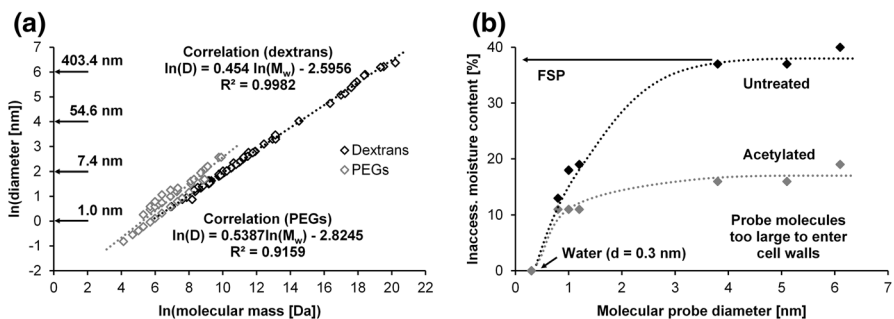 (a)
7
6
5
4
3
2
1
0
-1
-2
ln(diameter [nm])
403.4 nm
54.6 nm
7.4 nm
1.0 nm
Correlation (dextrans)
ln(D) = 0.454 ln(Mw) - 2.5956
R² = 0.9982
Dextrans
PEGs
Correlation (PEGs)
ln(D) = 0.5387ln(Mw) - 2.8245
R² = 0.9159
0 2 4 6 8 10 12 14 16 18 20 22
ln(molecular mass [Da])
(b)
40
30
20
10
0
Inaccess. moisture content [%]
FSP
Untreated
Acetylated
Probe molecules
too large to enter
cell walls
Water (d = 0.3 nm)
0 1 2 3 4 5 6 7
Molecular probe diameter [nm]